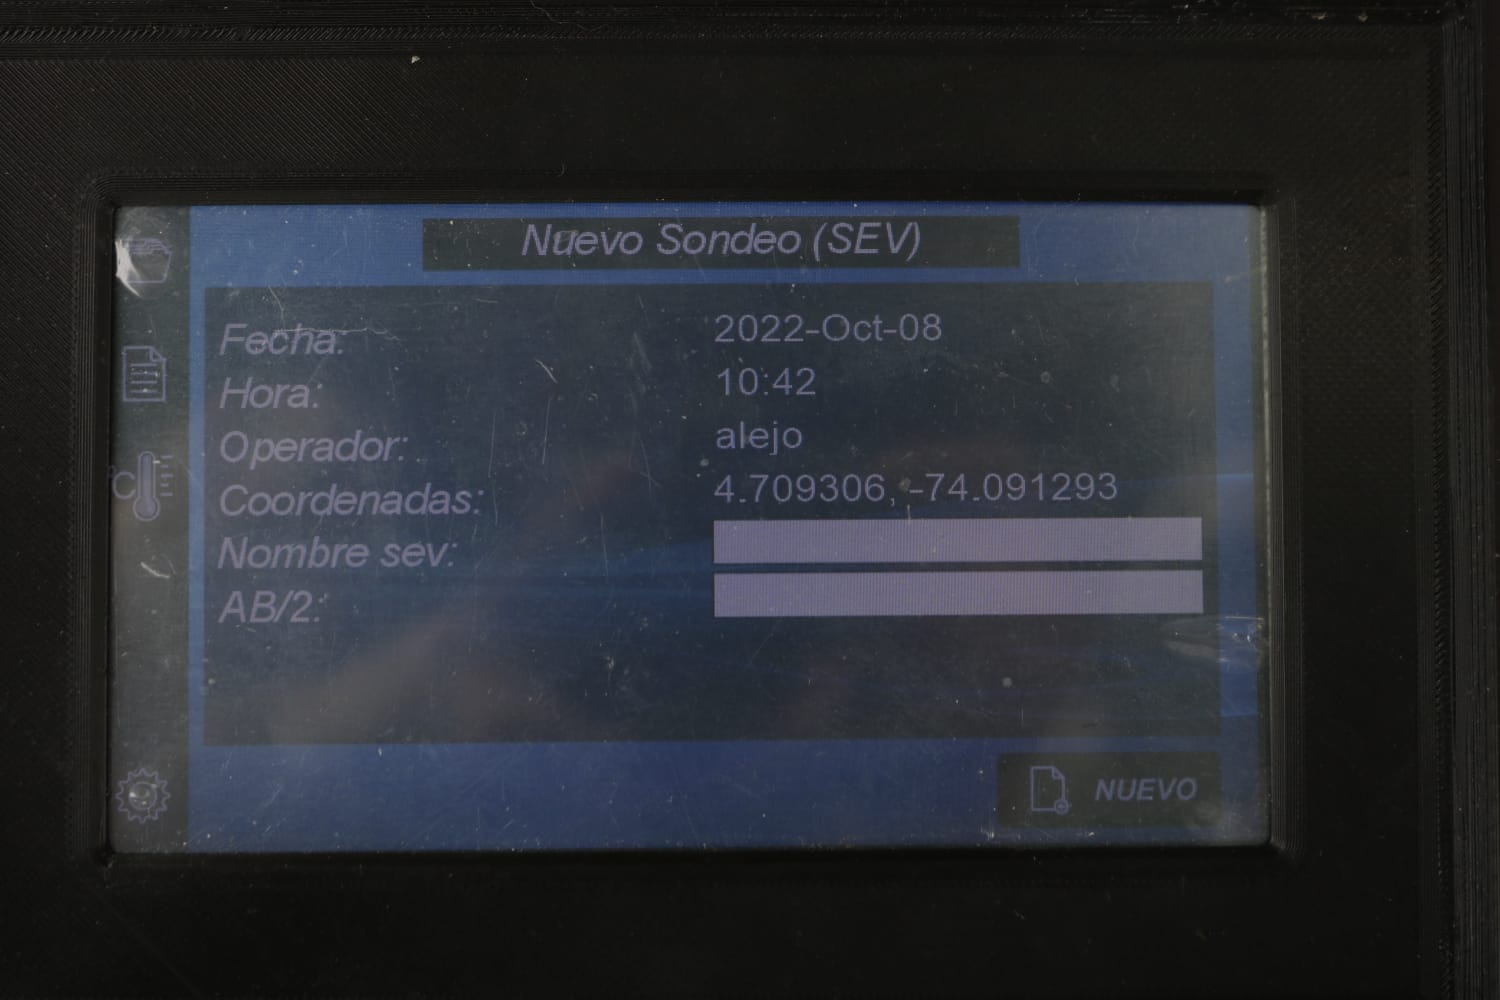 Nuevo Sondeo (SEV)
Fecha: 2022-Oct-08
Hora: 10:42
Operador: alejo
Coordenadas: 4.709306, -74.091293
Nombre sev:
AB/2:
C
NUEVO